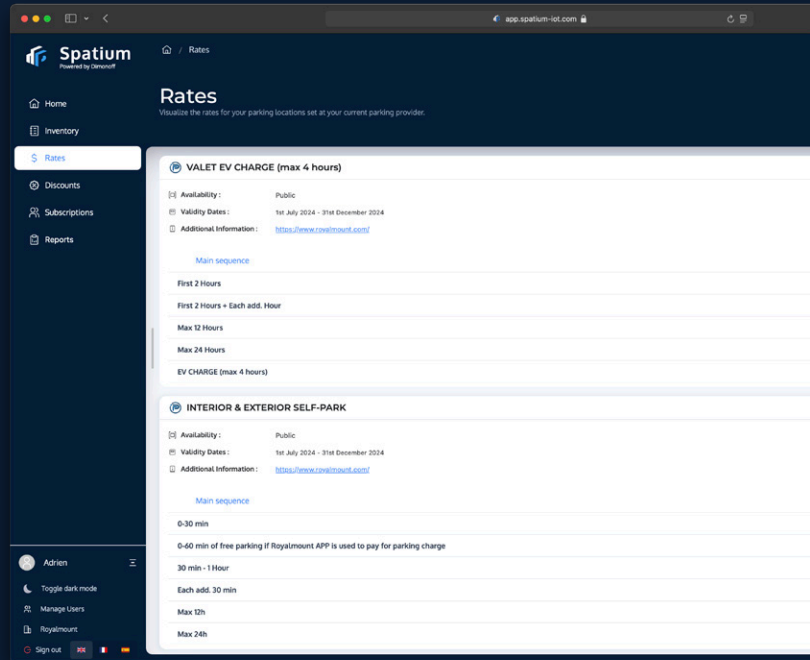 app.spatium-iot.com
Spatium
Powered by Dimonoff
/ Rates
Home
Inventory
Rates
Discounts
Subscriptions
Reports
Rates
Visualize the rates for your parking locations set at your current parking provider.
VALET EV CHARGE (max 4 hours)
Availability : Public
Validity Dates : 1st July 2024 - 31st December 2024
Additional Information : https://www.royalmount.com/
Main sequence
First 2 Hours
First 2 Hours + Each add. Hour
Max 12 Hours
Max 24 Hours
EV CHARGE (max 4 hours)
INTERIOR & EXTERIOR SELF-PARK
Availability : Public
Validity Dates : 1st July 2024 - 31st December 2024
Additional Information : https://www.royalmount.com/
Main sequence
0-30 min
0-60 min of free parking if Royalmount APP is used to pay for parking charge
30 min - 1 Hour
Each add. 30 min
Max 12h
Max 24h
Adrien
Toggle dark mode
Manage Users
Royalmount
Sign out